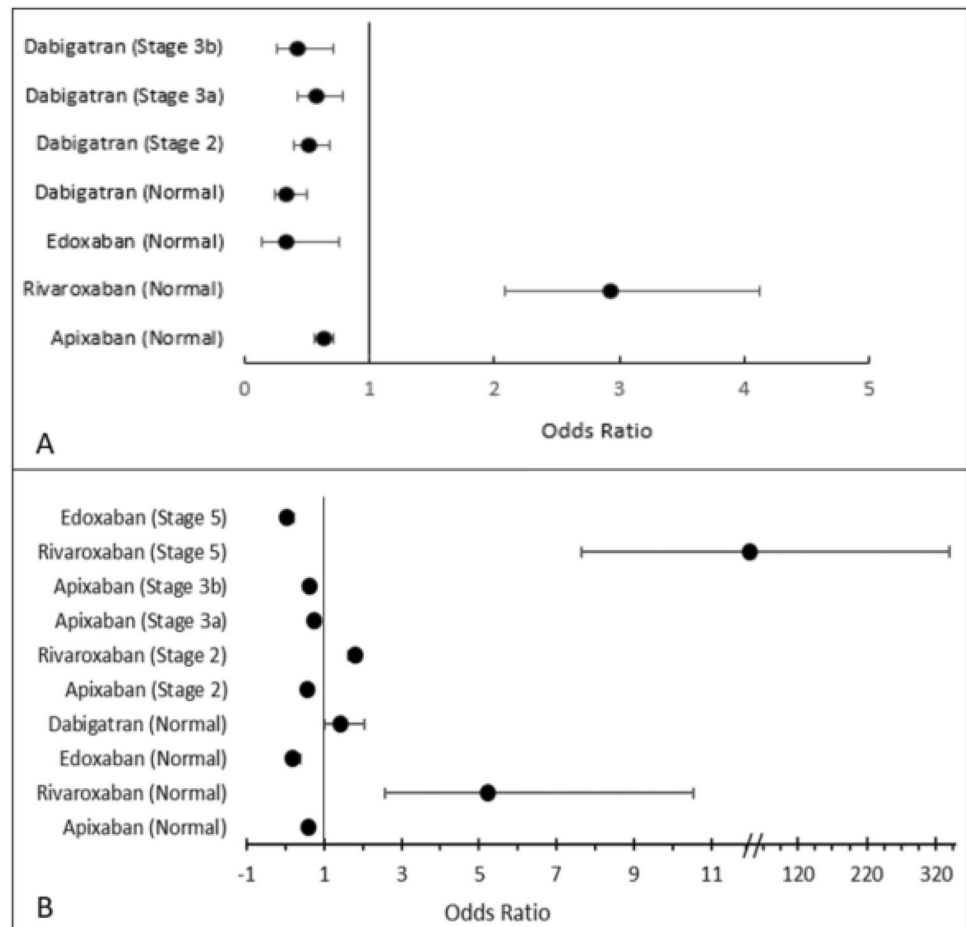 Dabigatran (Stage 3b)
Dabigatran (Stage 3a)
Dabigatran (Stage 2)
Dabigatran (Normal)
Edoxaban (Normal)
Rivaroxaban (Normal)
Apixaban (Normal)
0 1 2 3 4 5
Odds Ratio
A
Edoxaban (Stage 5)
Rivaroxaban (Stage 5)
Apixaban (Stage 3b)
Apixaban (Stage 3a)
Rivaroxaban (Stage 2)
Apixaban (Stage 2)
Dabigatran (Normal)
Edoxaban (Normal)
Rivaroxaban (Normal)
Apixaban (Normal)
-1 1 3 5 7 9 11 // 120 220 320
Odds Ratio
B